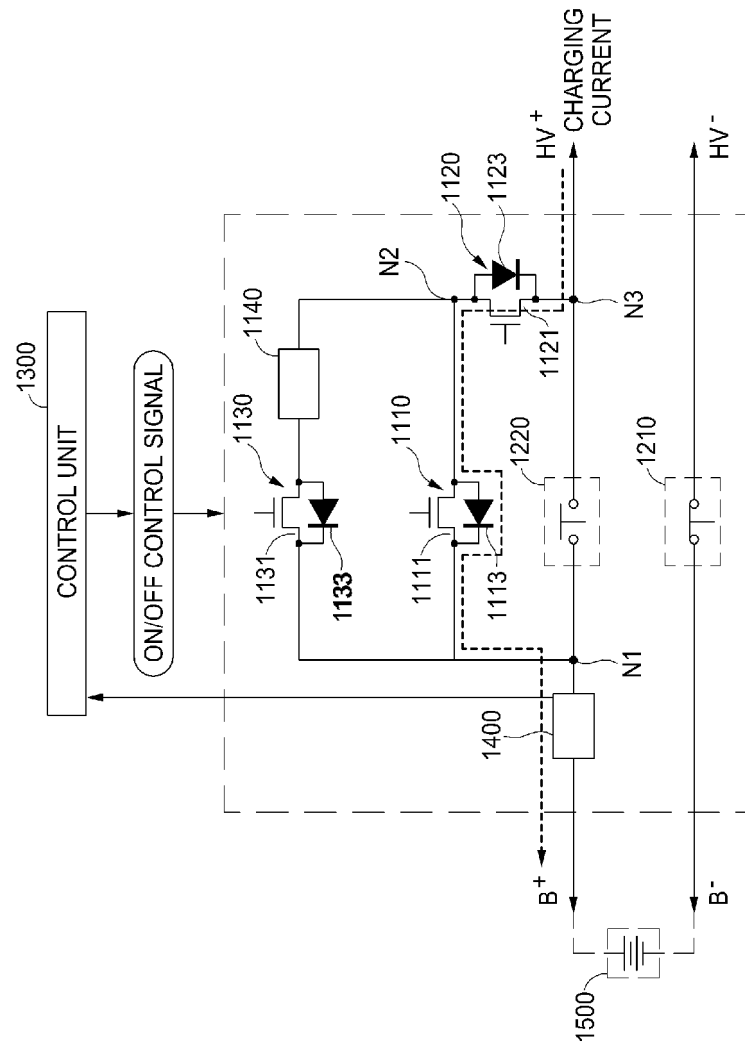 1300
CONTROL UNIT
ON/OFF CONTROL SIGNAL
1140
1130
1131
1133
N2
1120
1123
1110
1111
1113
1121
HV+
CHARGING
CURRENT
1400
N1
1220
N3
B+
1210
HV-
B-
1500